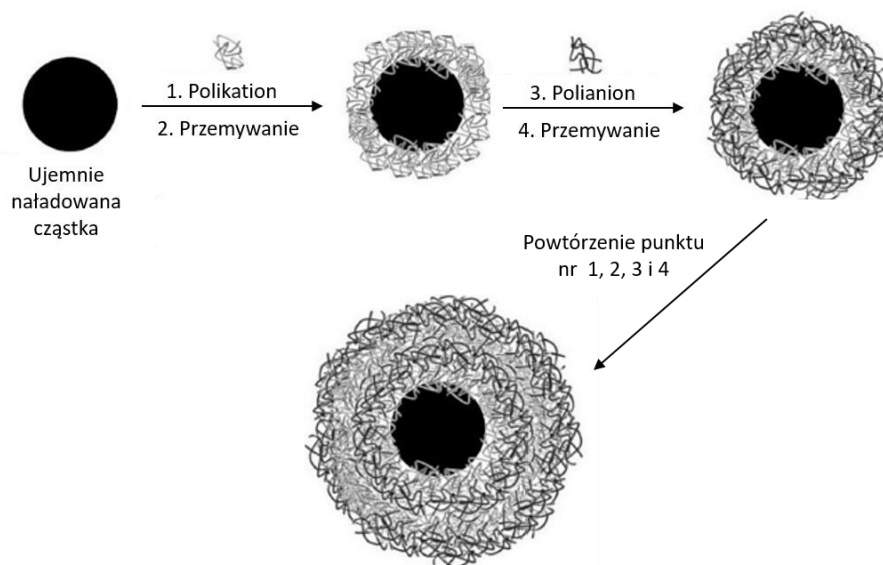 1. Polikation
2. Przemywanie
3. Polianion
4. Przemywanie
Ujemnie
naładowana
cząstka
Powtórzenie punktu
nr 1, 2, 3 i 4